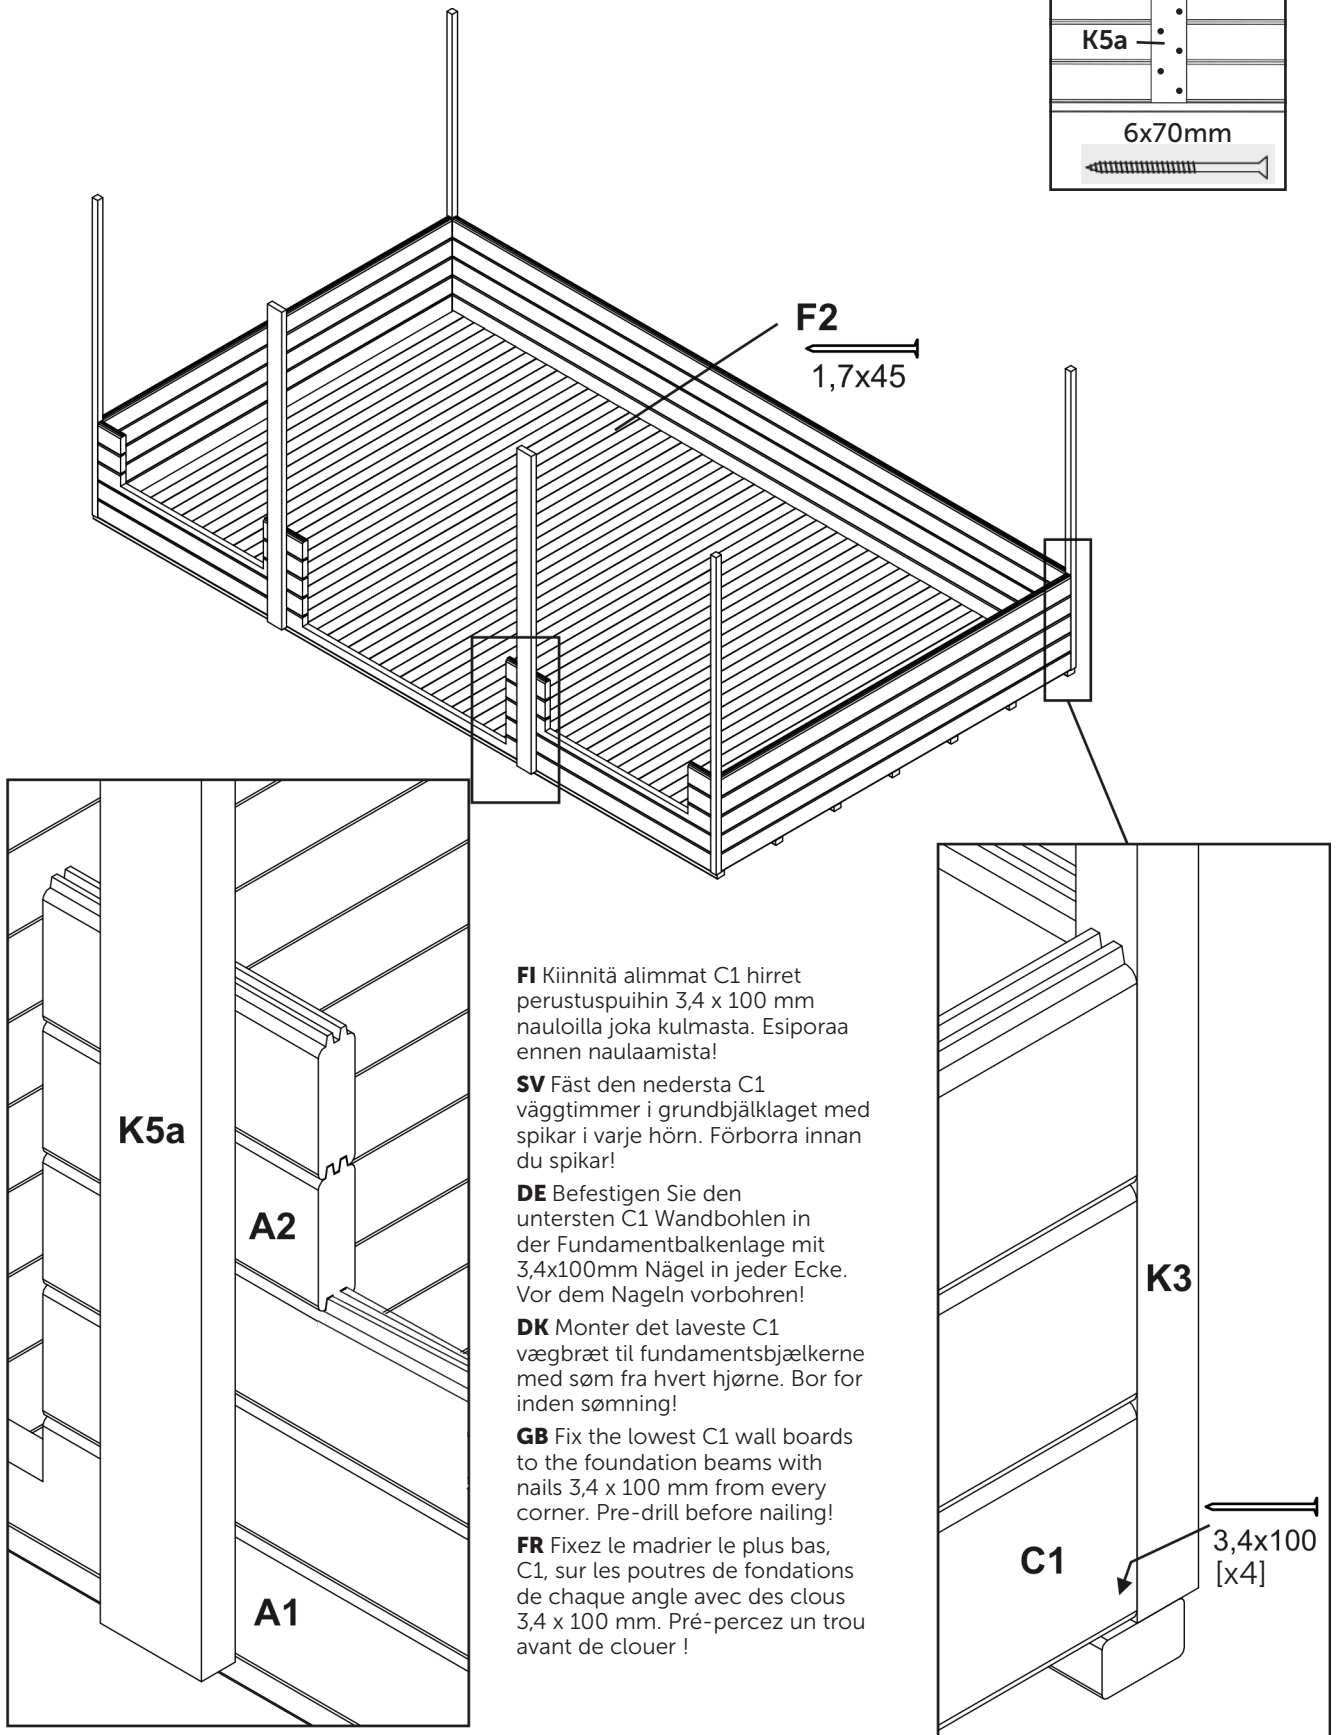 K5a
6x70mm
F2
1,7x45
K5a
A2
A1
FI Kiinnitä alimmat C1 hirret
perustuspuihin 3,4 x 100 mm
nauloilla joka kulmasta. Esiporaa
ennen naulaamista!
SV Fäst den nedersta C1
väggtimmer i grundbjälklaget med
spikar i varje hörn. Förborra innan
du spikar!
DE Befestigen Sie den
untersten C1 Wandbohlen in
der Fundamentbalkenlage mit
3,4x100mm Nägel in jeder Ecke.
Vor dem Nageln vorbohren!
DK Monter det laveste C1
vægbræt til fundamentsbjælkerne
med søm fra hvert hjørne. Bor for
inden sømning!
GB Fix the lowest C1 wall boards
to the foundation beams with
nails 3,4 x 100 mm from every
corner. Pre-drill before nailing!
FR Fixez le madrier le plus bas,
C1, sur les poutres de fondations
de chaque angle avec des clous
3,4 x 100 mm. Pré-percez un trou
avant de clouer !
K3
C1
3,4x100
[x4]